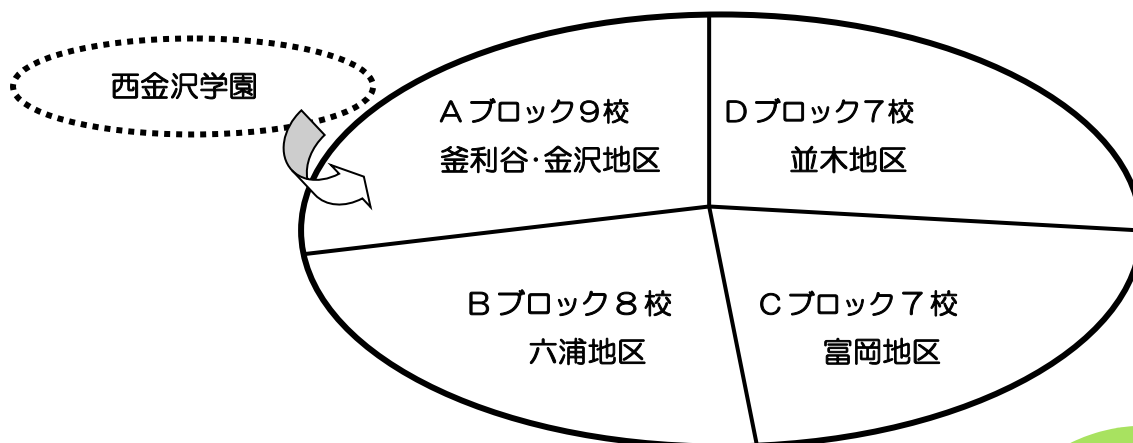 西金沢学園
Aブロック9校
釜利谷・金沢地区
Dブロック7校
並木地区
Bブロック8校
六浦地区
Cブロック7校
富岡地区